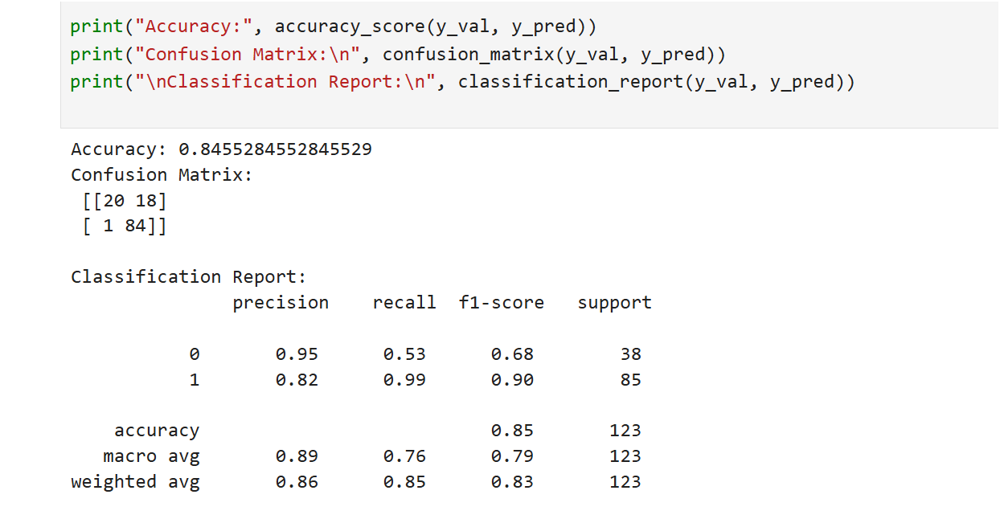 print("Accuracy:", accuracy_score(y_val, y_pred))
print("Confusion Matrix:\n", confusion_matrix(y_val, y_pred))
print("\nClassification Report:\n", classification_report(y_val, y_pred))
Accuracy: 0.8455284552845529
Confusion Matrix:
[[20 18]
[ 1 84]]
Classification Report:
precision recall f1-score support
0 0.95 0.53 0.68 38
1 0.82 0.99 0.90 85
accuracy 0.85 123
macro avg 0.89 0.76 0.79 123
weighted avg 0.86 0.85 0.83 123